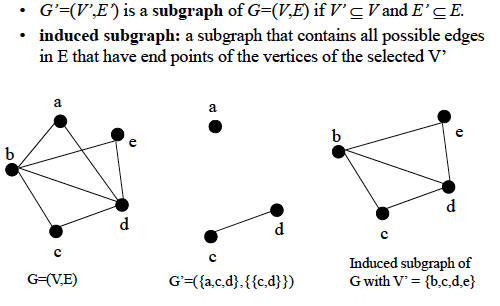 • G'=(V',E') is a subgraph of G=(V,E) if V' ⊆ V and E' ⊆ E.
• induced subgraph: a subgraph that contains all possible edges
in E that have end points of the vertices of the selected V'
a
b
e
d
c
G=(V,E)
a
d
c
G'=({a,c,d},{{c,d}})
b
e
d
c
Induced subgraph of
G with V' = {b,c,d,e}